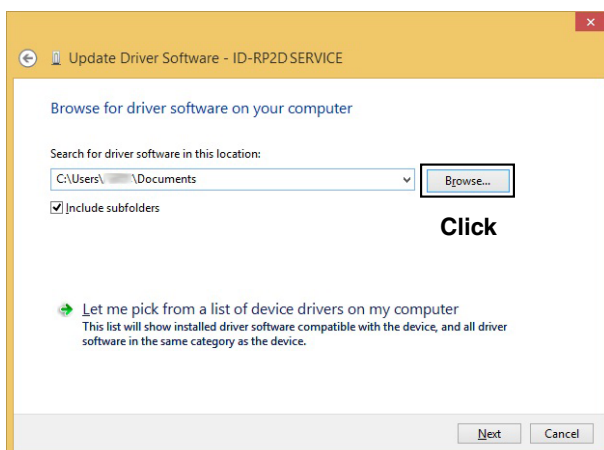 Update Driver Software - ID-RP2D SERVICE
Browse for driver software on your computer
Search for driver software in this location:
C:\Users\ \Documents
Browse...
Include subfolders
Click
Let me pick from a list of device drivers on my computer
This list will show installed driver software compatible with the device, and all driver
software in the same category as the device.
Next
Cancel